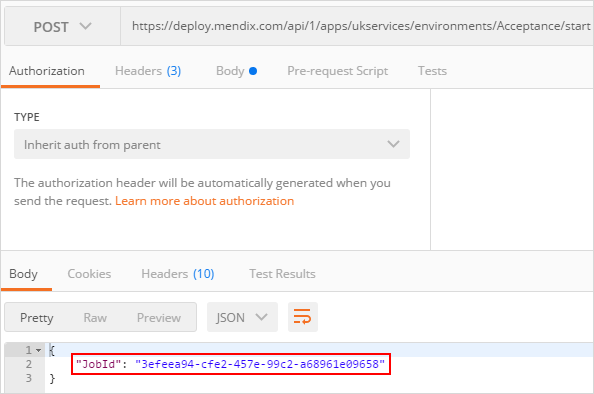 POST https://deploy.mendix.com/api/1/apps/ukservices/environments/Acceptance/start
Authorization Headers (3) Body Pre-request Script Tests
TYPE
Inherit auth from parent
The authorization header will be automatically generated when you
send the request. Learn more about authorization
Body Cookies Headers (10) Test Results
Pretty Raw Preview JSON
1 {
2 "JobId": "3efeea94-cfe2-457e-99c2-a68961e09658"
3 }